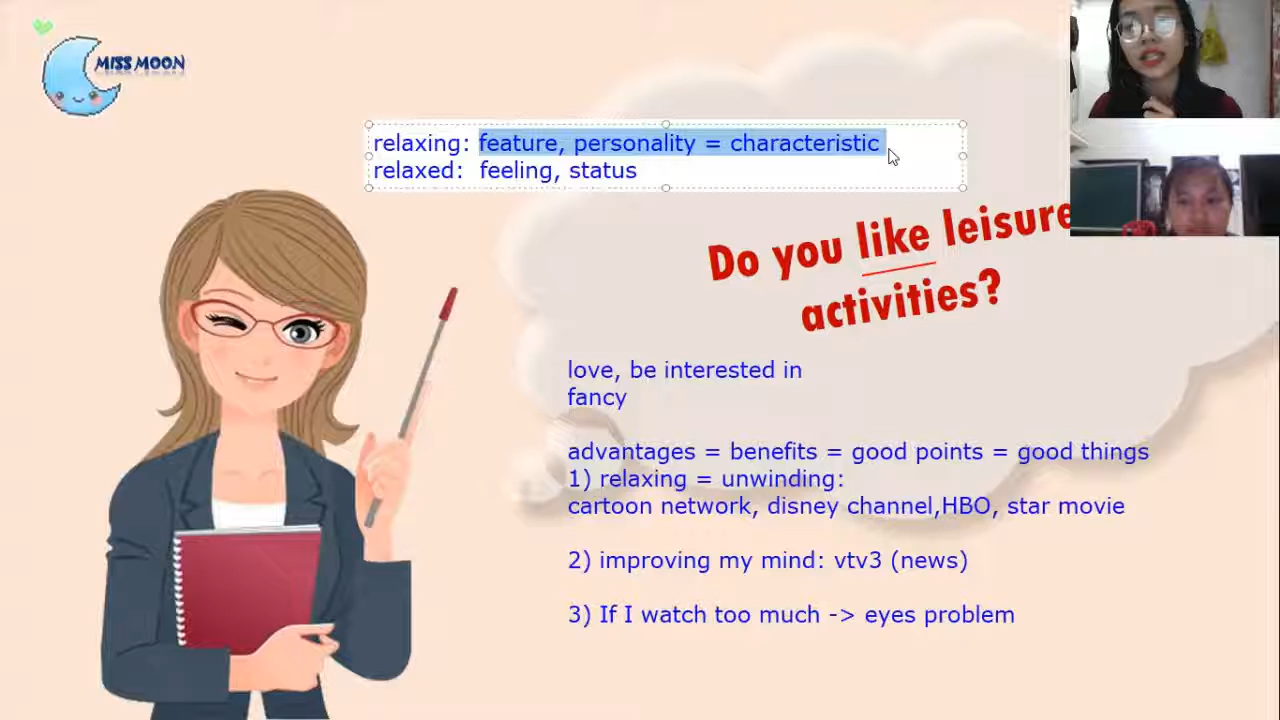 MISS MOON
relaxing: feature, personality = characteristic
relaxed: feeling, status
Do you like leisure
activities?
love, be interested in
fancy
advantages = benefits = good points = good things
1) relaxing = unwinding:
cartoon network, disney channel,HBO, star movie
2) improving my mind: vtv3 (news)
3) If I watch too much -> eyes problem